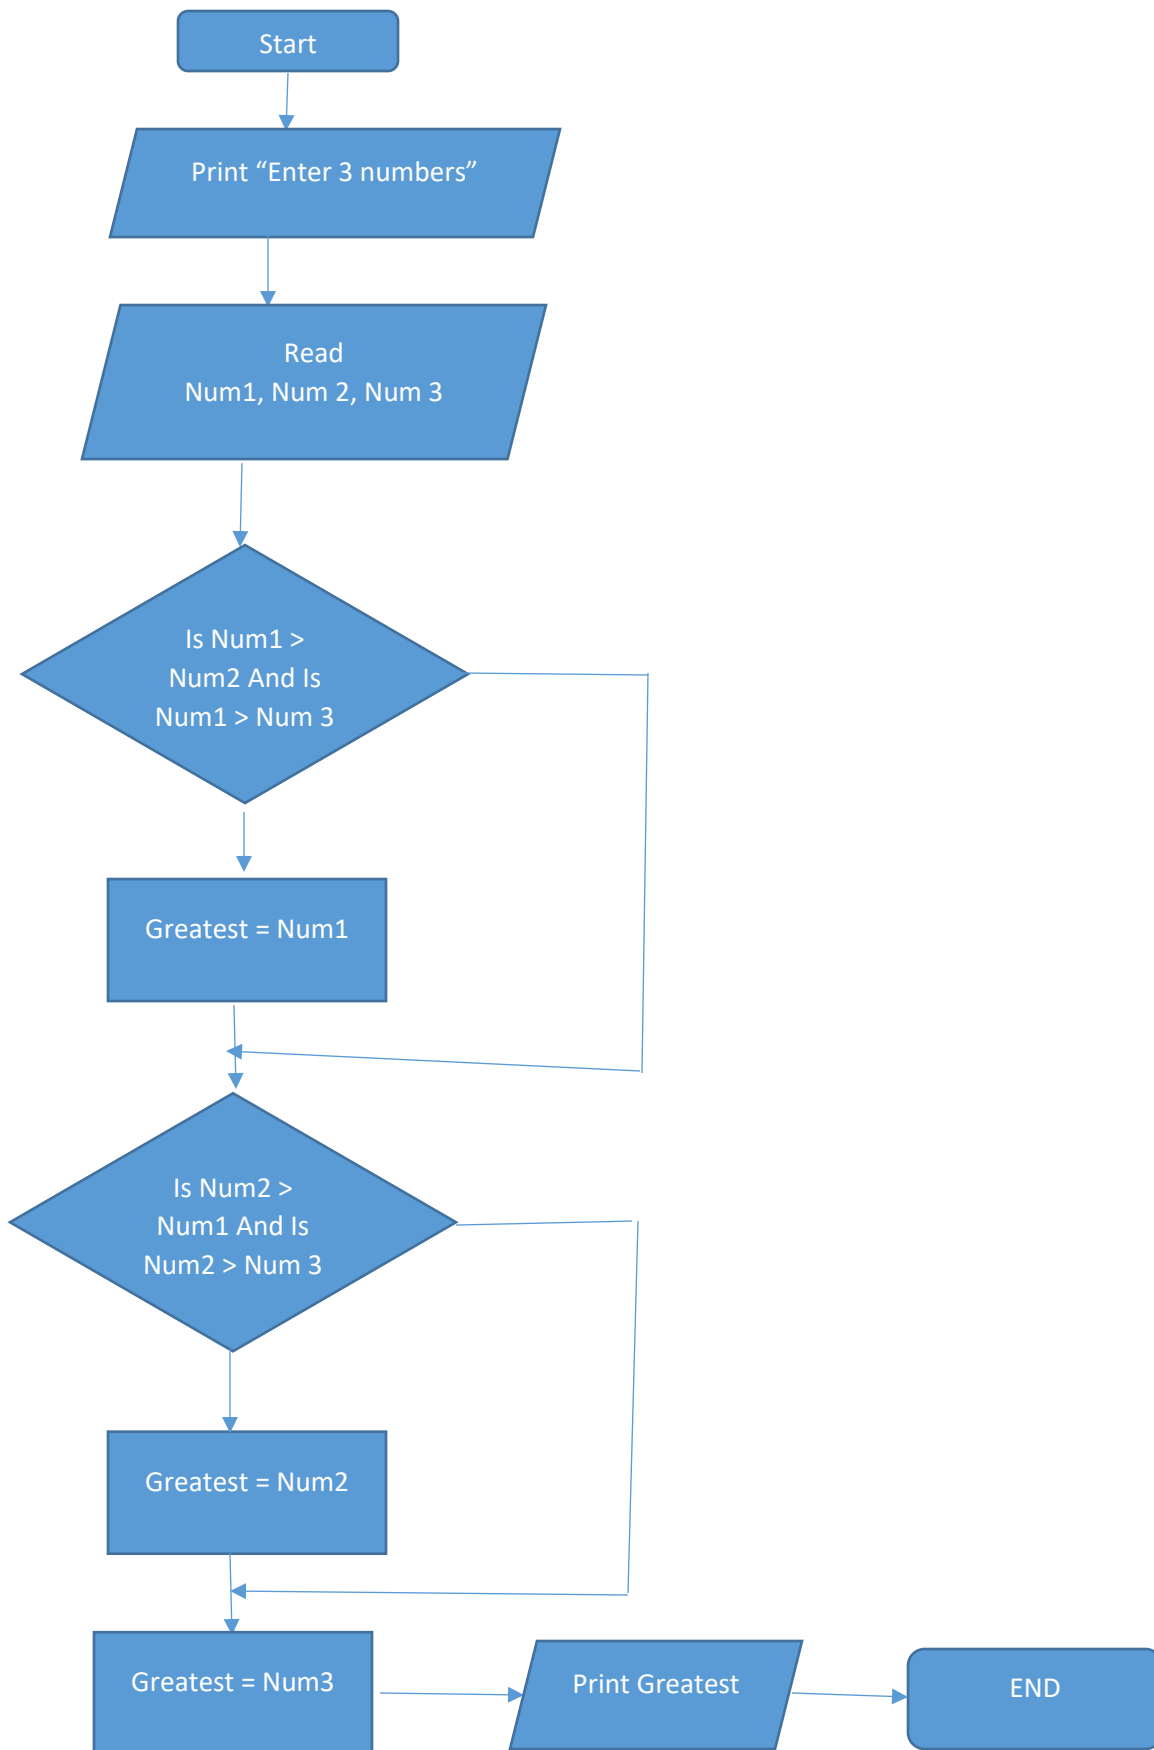 Start
Print “Enter 3 numbers”
Read
Num1, Num 2, Num 3
Is Num1 >
Num2 And Is
Num1 > Num 3
Greatest = Num1
Is Num2 >
Num1 And Is
Num2 > Num 3
Greatest = Num2
Greatest = Num3
Print Greatest
END